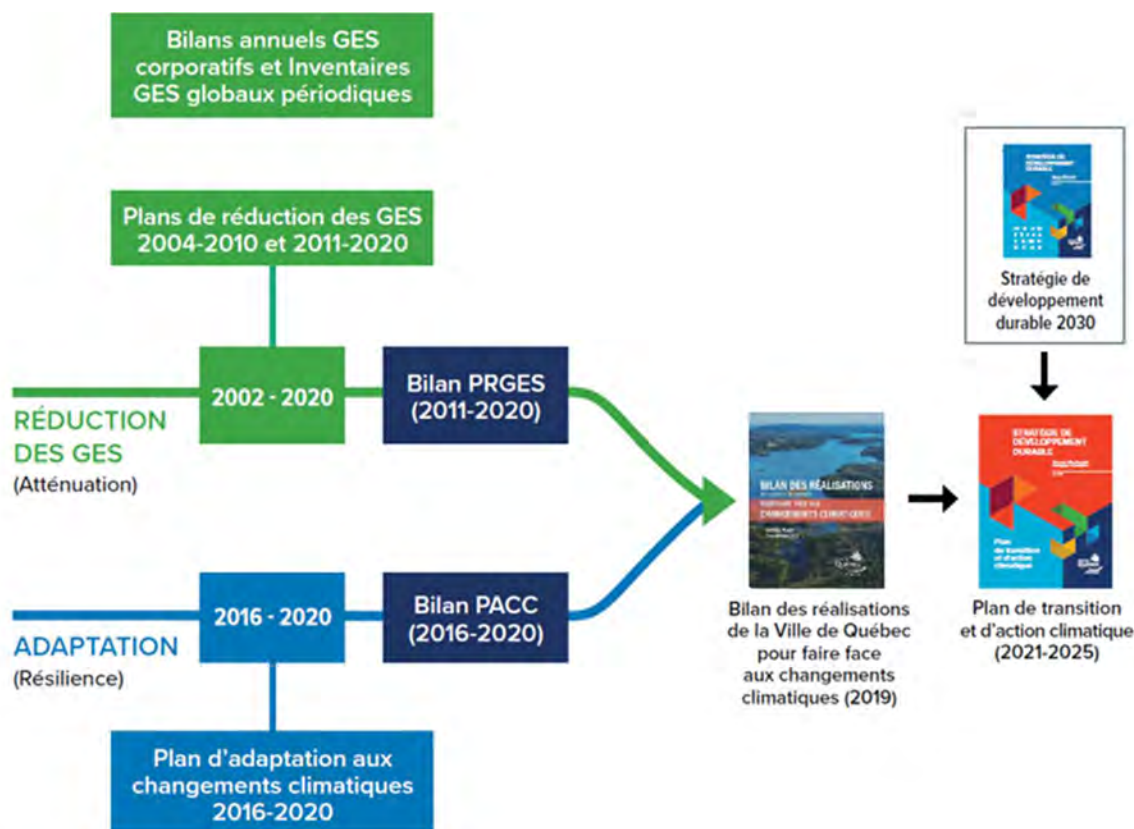 Bilans annuels GES
corporatifs et Inventaires
GES globaux périodiques
Plans de réduction des GES
2004-2010 et 2011-2020
2002 - 2020
Bilan PRGES
(2011-2020)
RÉDUCTION
DES GES
(Atténuation)
2016 - 2020
Bilan PACC
(2016-2020)
ADAPTATION
(Résilience)
Plan d'adaptation aux
changements climatiques
2016-2020
BILAN DES RÉALISATIONS
CHANGEMENTS CLIMATIQUES
Bilan des réalisations
de la Ville de Québec
pour faire face
aux changements
climatiques (2019)
STRATÉGIE DE
DÉVELOPPEMENT
DURABLE
Stratégie de
développement
durable 2030
STRATÉGIE DE
DÉVELOPPEMENT
DURABLE
Plan
de transition
et d'action
climatique
Plan de transition
et d'action climatique
(2021-2025)